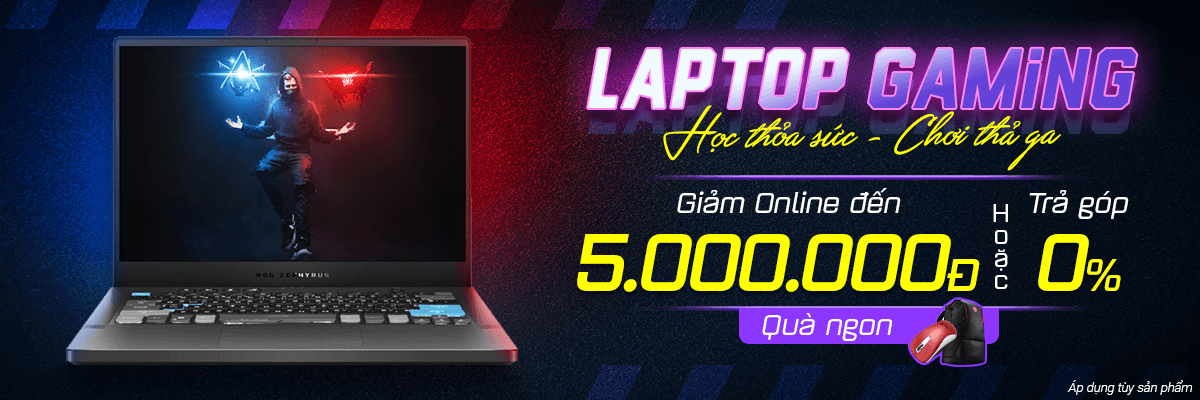 LAPTOP GAMiNG
Học thỏa sức - Chơi thả ga
Giảm Online đến
5.000.000Đ
Hoặc
Trả góp
0%
Quà ngon
ROG ZEPHYRUS
Áp dụng tùy sản phẩm